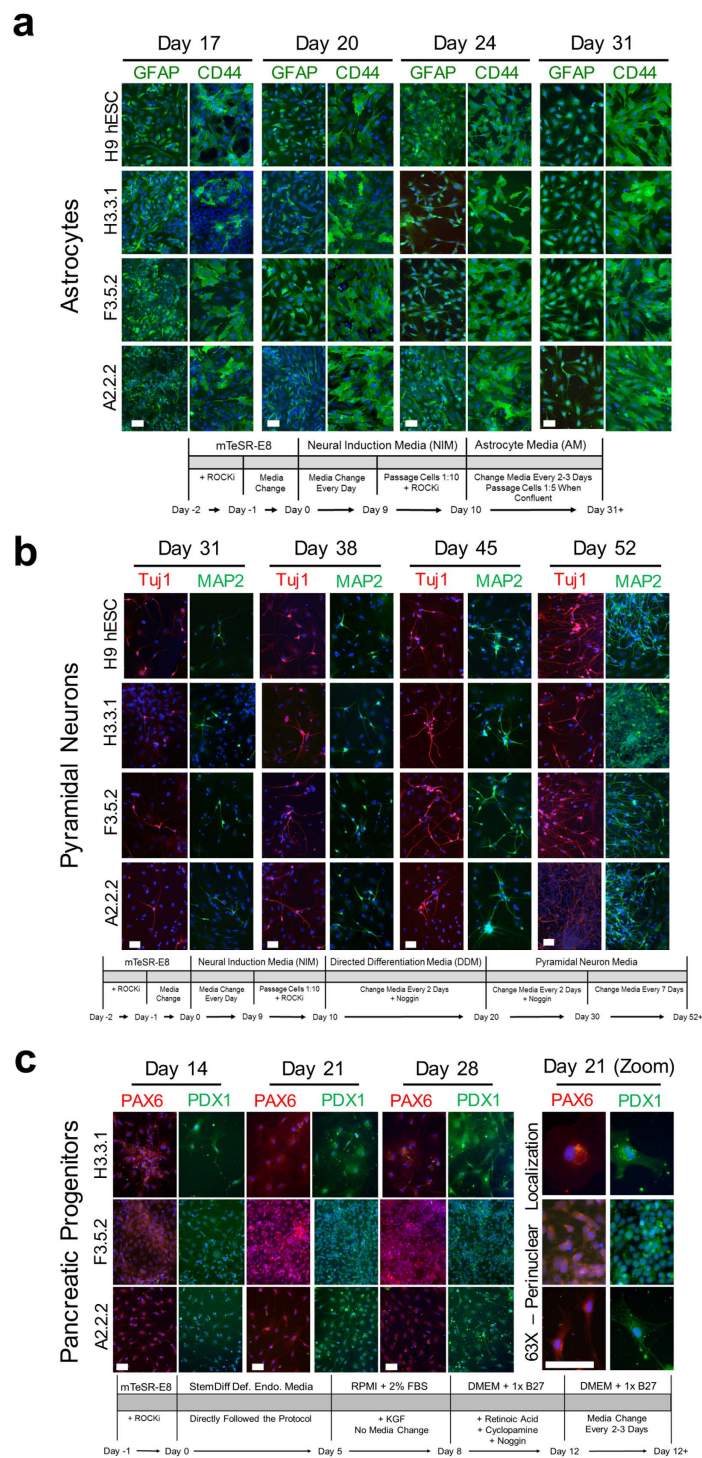 a
Day 17 Day 20 Day 24 Day 31
GFAP CD44 GFAP CD44 GFAP CD44 GFAP CD44
Astrocytes
H9 hESC
H3.3.1
F3.5.2
A2.2.2
mTeSR-E8 Neural Induction Media (NIM) Astrocyte Media (AM)
+ ROCKi Media Change Media Change Every Day Passage Cells 1:10 + ROCKi Change Media Every 2-3 Days Passage Cells 1:5 When Confluent
Day -2 Day -1 Day 0 Day 9 Day 10 Day 31+
b
Day 31 Day 38 Day 45 Day 52
Tuj1 MAP2 Tuj1 MAP2 Tuj1 MAP2 Tuj1 MAP2
Pyramidal Neurons
H9 hESC
H3.3.1
F3.5.2
A2.2.2
mTeSR-E8 Neural Induction Media (NIM) Directed Differentiation Media (DDM) Pyramidal Neuron Media
+ ROCKi Media Change Media Change Every Day Passage Cells 1:10 + ROCKi Change Media Every 2 Days + Noggin Change Media Every 2 Days + Noggin Change Media Every 7 Days
Day -2 Day -1 Day 0 Day 9 Day 10 Day 20 Day 30 Day 52+
c
Day 14 Day 21 Day 28 Day 21 (Zoom)
PAX6 PDX1 PAX6 PDX1 PAX6 PDX1 PAX6 PDX1
Pancreatic Progenitors
H3.3.1
F3.5.2
A2.2.2
63X – Perinuclear Localization
mTeSR-E8 StemDiff Def. Endo. Media RPMI + 2% FBS DMEM + 1x B27 DMEM + 1x B27
+ ROCKi Directly Followed the Protocol + KGF No Media Change + Retinoic Acid + Cyclopamine + Noggin Media Change Every 2-3 Days
Day -1 Day 0 Day 5 Day 8 Day 12 Day 12+